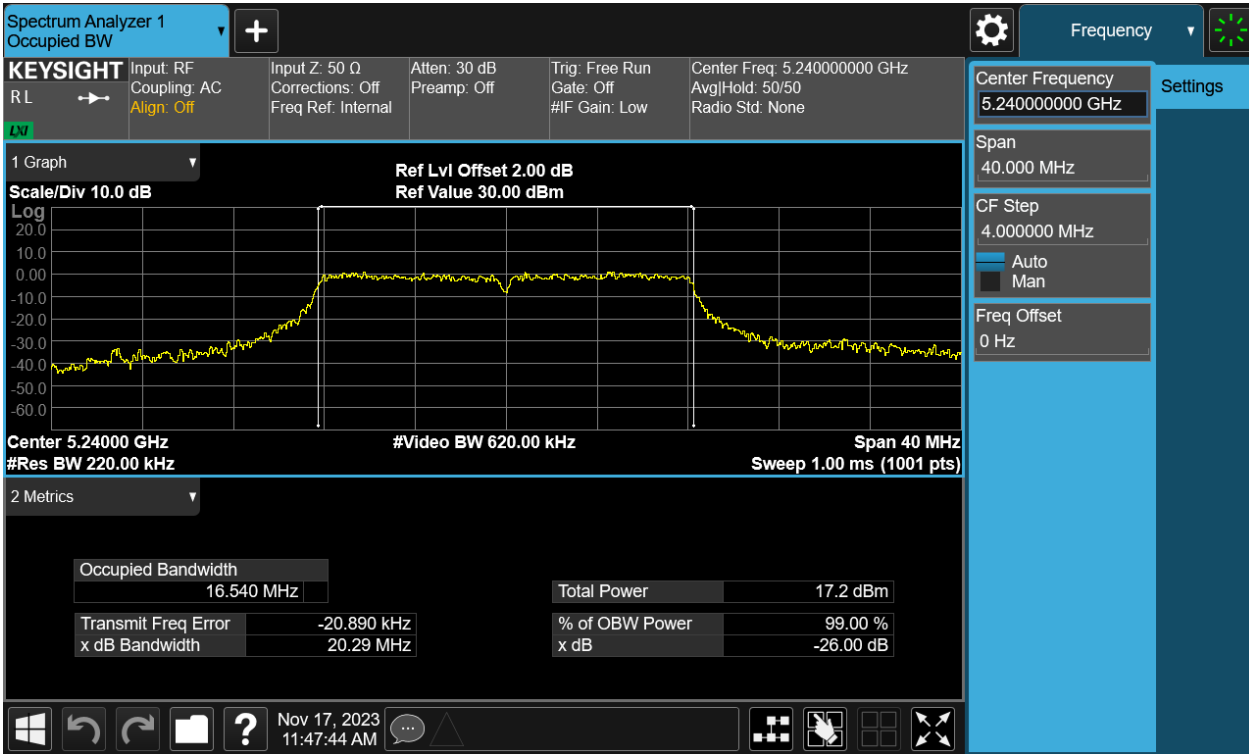 Spectrum Analyzer 1
Occupied BW
Frequency
KEYSIGHT
R L
LXI
Input: RF
Coupling: AC
Align: Off
Input Z: 50 Ω
Corrections: Off
Freq Ref: Internal
Atten: 30 dB
Preamp: Off
Trig: Free Run
Gate: Off
#IF Gain: Low
Center Freq: 5.240000000 GHz
Avg|Hold: 50/50
Radio Std: None
Center Frequency
5.240000000 GHz
Settings
Span
40.000 MHz
CF Step
4.000000 MHz
Auto
Man
Freq Offset
0 Hz
1 Graph
Scale/Div 10.0 dB
Ref Lvl Offset 2.00 dB
Ref Value 30.00 dBm
Log
20.0
10.0
0.00
-10.0
-20.0
-30.0
-40.0
-50.0
-60.0
Center 5.24000 GHz
#Video BW 620.00 kHz
Span 40 MHz
#Res BW 220.00 kHz
Sweep 1.00 ms (1001 pts)
2 Metrics
Occupied Bandwidth
16.540 MHz
Total Power 17.2 dBm
Transmit Freq Error -20.890 kHz
% of OBW Power 99.00 %
x dB Bandwidth 20.29 MHz
x dB -26.00 dB
?
Nov 17, 2023
11:47:44 AM